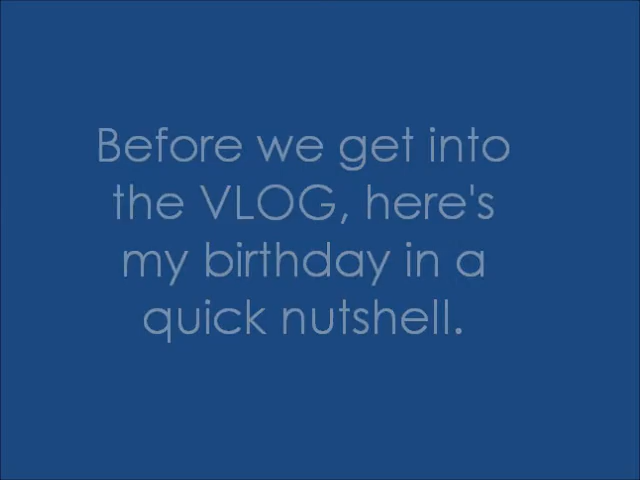 Before we get into
the VLOG, here's
my birthday in a
quick nutshell.